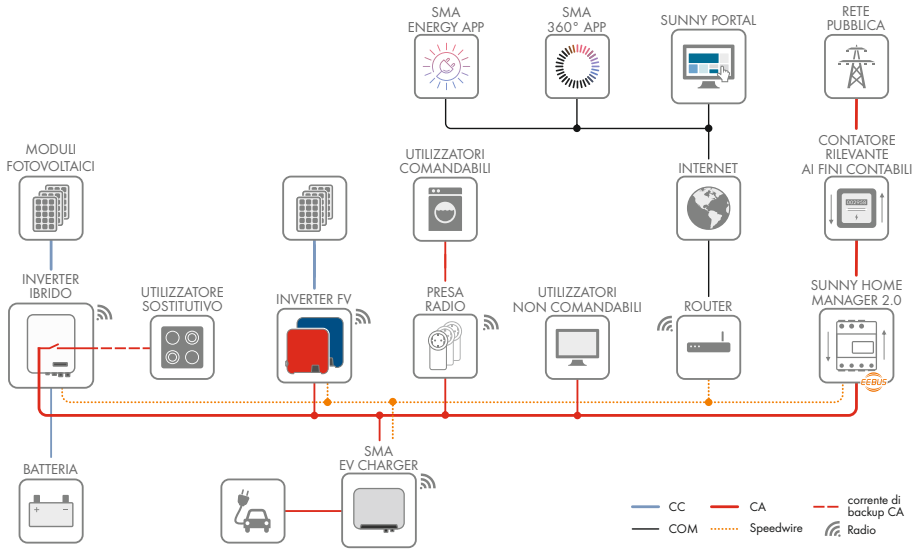 SMA
ENERGY APP
SMA
360° APP
SUNNY PORTAL
RETE
PUBBLICA
MODULI
FOTOVOLTAICI
UTILIZZATORI
COMANDABILI
INTERNET
CONTATORE
RILEVANTE
AI FINI CONTABILI
INVERTER
IBRIDO
UTILIZZATORE
SOSTITUTIVO
INVERTER FV
PRESA
RADIO
UTILIZZATORI
NON COMANDABILI
ROUTER
SUNNY HOME
MANAGER 2.0
EEBUS
BATTERIA
SMA
EV CHARGER
CC
CA
corrente di
backup CA
COM
Speedwire
Radio